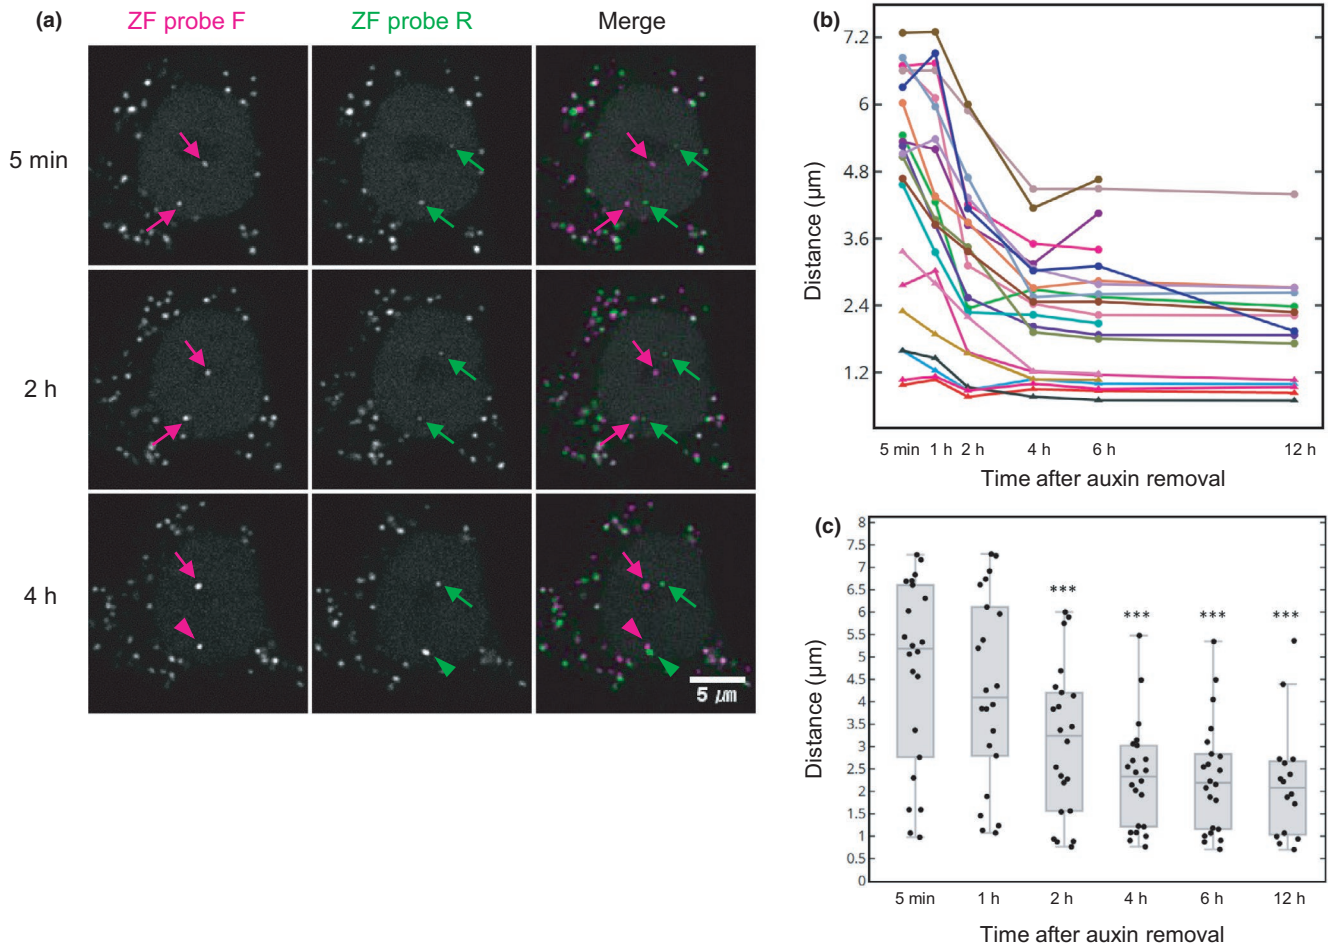 (a) ZF probe F ZF probe R Merge
5 min
2 h
4 h
5 μm
(b)
7.2
6
4.8
3.6
2.4
1.2
Distance (μm)
5 min 1 h 2 h 4 h 6 h 12 h
Time after auxin removal
(c)
8
7.5
7
6.5
6
5.5
5
4.5
4
3.5
3
2.5
2
1.5
1
0.5
0
Distance (μm)
*** *** *** ***
5 min 1 h 2 h 4 h 6 h 12 h
Time after auxin removal